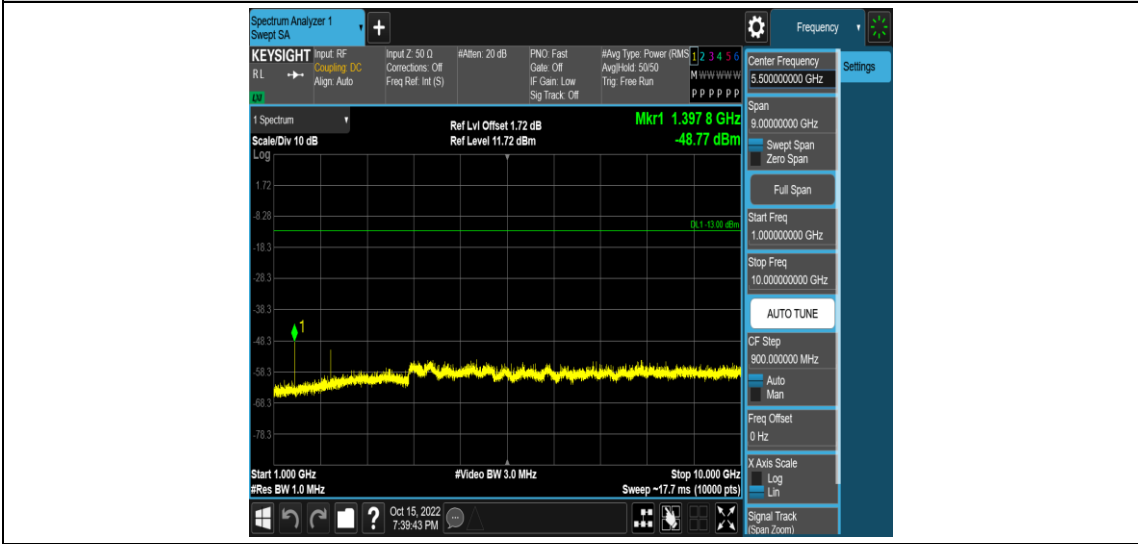 Spectrum Analyzer 1
Swept SA
+
Frequency
KEYSIGHT
R L
Input: RF
Coupling: DC
Align: Auto
Input Z: 50 Ω
Corrections: Off
Freq Ref: Int (S)
#Atten: 20 dB
PNO: Fast
Gate: Off
IF Gain: Low
Sig Track: Off
#Avg Type: Power (RMS
Avg|Hold: 50/50
Trig: Free Run
1 2 3 4 5 6
M W W W W W
P P P P P P
1 Spectrum
Scale/Div 10 dB
Ref Lvl Offset 1.72 dB
Ref Level 11.72 dBm
Mkr1 1.397 8 GHz
-48.77 dBm
Log
1.72
-8.28
-18.3
-28.3
-38.3
-48.3
-58.3
-68.3
-78.3
DL1 -13.00 dBm
1
Start 1.000 GHz
#Res BW 1.0 MHz
#Video BW 3.0 MHz
Stop 10.000 GHz
Sweep ~17.7 ms (10000 pts)
?
Oct 15, 2022
7:39:43 PM
Center Frequency
5.500000000 GHz
Settings
Span
9.00000000 GHz
Swept Span
Zero Span
Full Span
Start Freq
1.000000000 GHz
Stop Freq
10.000000000 GHz
AUTO TUNE
CF Step
900.000000 MHz
Auto
Man
Freq Offset
0 Hz
X Axis Scale
Log
Lin
Signal Track
(Span Zoom)